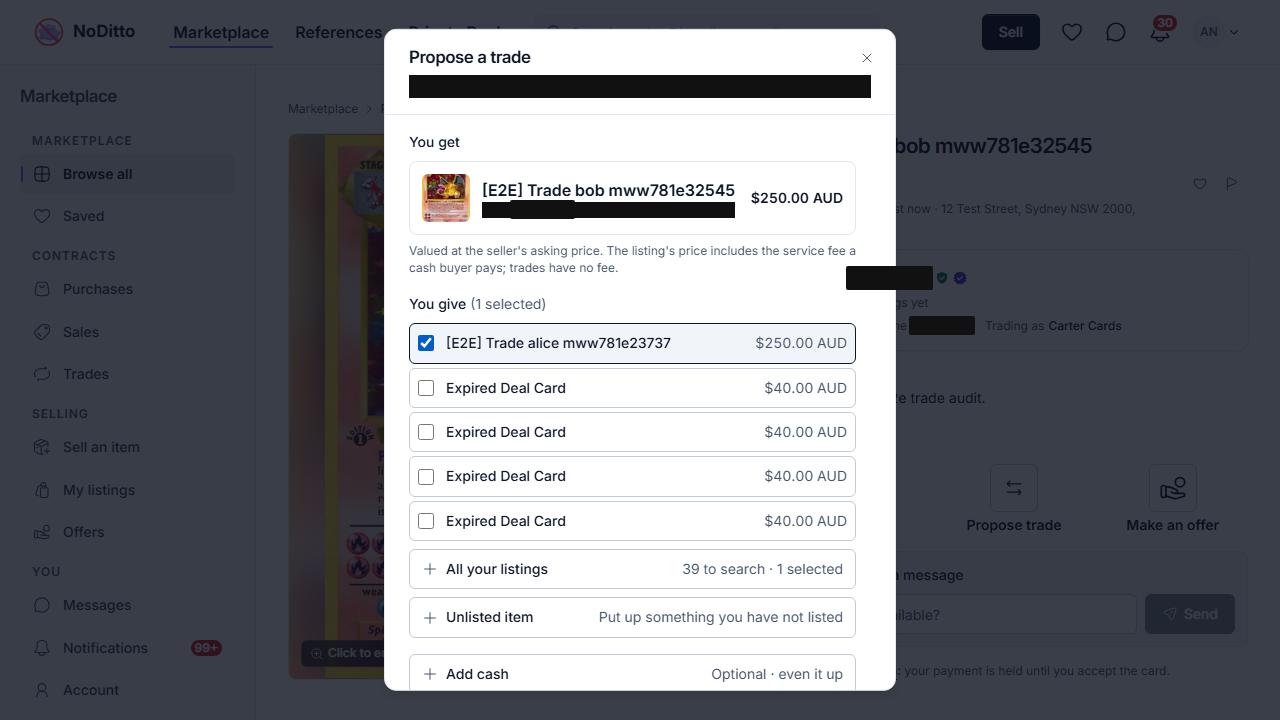 NoDitto
Marketplace
References
Sell
30
AN
Marketplace
MARKETPLACE
Browse all
Saved
CONTRACTS
Purchases
Sales
Trades
SELLING
Sell an item
My listings
Offers
YOU
Messages
Notifications
99+
Account
Marketplace
Propose a trade
You get
[E2E] Trade bob mww781e32545
$250.00 AUD
Valued at the seller's asking price. The listing's price includes the service fee a
cash buyer pays; trades have no fee.
You give (1 selected)
[E2E] Trade alice mww781e23737 $250.00 AUD
Expired Deal Card $40.00 AUD
Expired Deal Card $40.00 AUD
Expired Deal Card $40.00 AUD
Expired Deal Card $40.00 AUD
All your listings 39 to search · 1 selected
Unlisted item Put up something you have not listed
Add cash Optional · even it up
bob mww781e32545
st now · 12 Test Street, Sydney NSW 2000,
gs yet
Trading as Carter Cards
trade audit.
Propose trade
Make an offer
message
ilable?
Send
your payment is held until you accept the card.
Click to